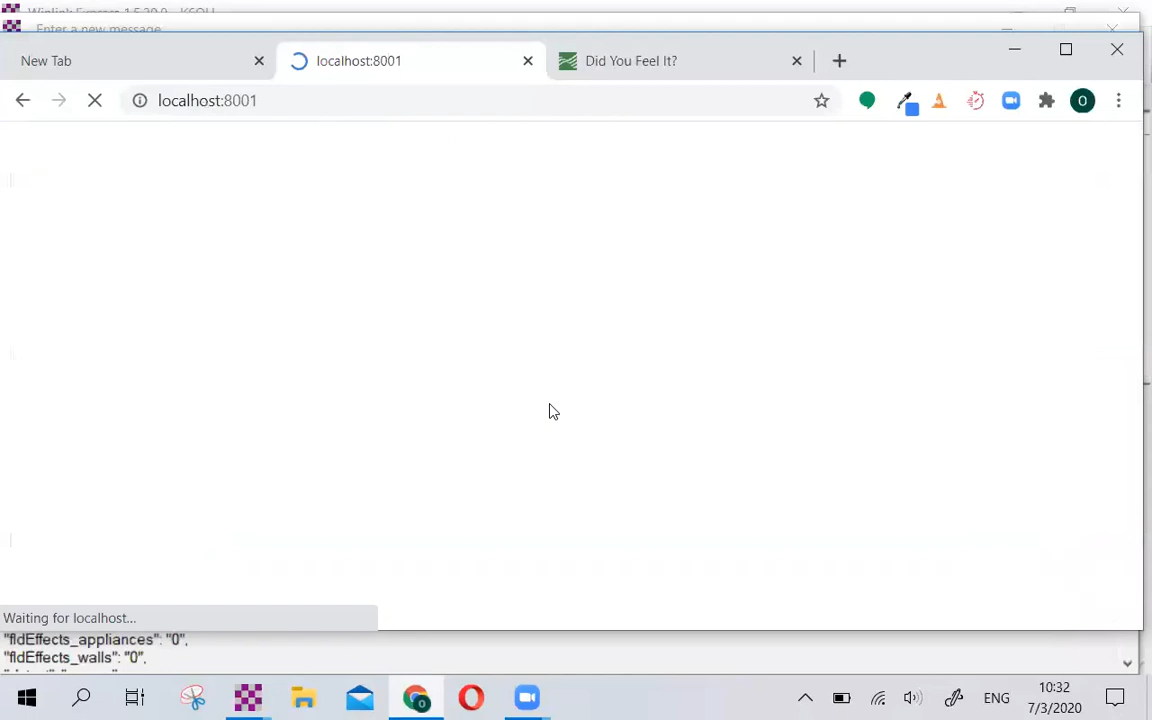 Winlink Express 1.5.30.0 - K6OU
Enter a new message
New Tab
localhost:8001
Did You Feel It?
localhost:8001
O
Waiting for localhost...
"fldEffects_appliances": "0",
"fldEffects_walls": "0",
ENG
10:32
7/3/2020